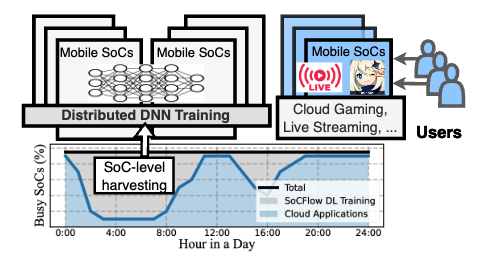 Mobile SoCs
Mobile SoCs
Mobile SoCs
LIVE
Distributed DNN Training
Cloud Gaming,
Live Streaming, ...
Users
SoC-level
harvesting
Busy SoCs (%)
Total
SoCFlow DL Training
Cloud Applications
0:00 4:00 8:00 12:00 16:00 20:00 24:00
Hour in a Day